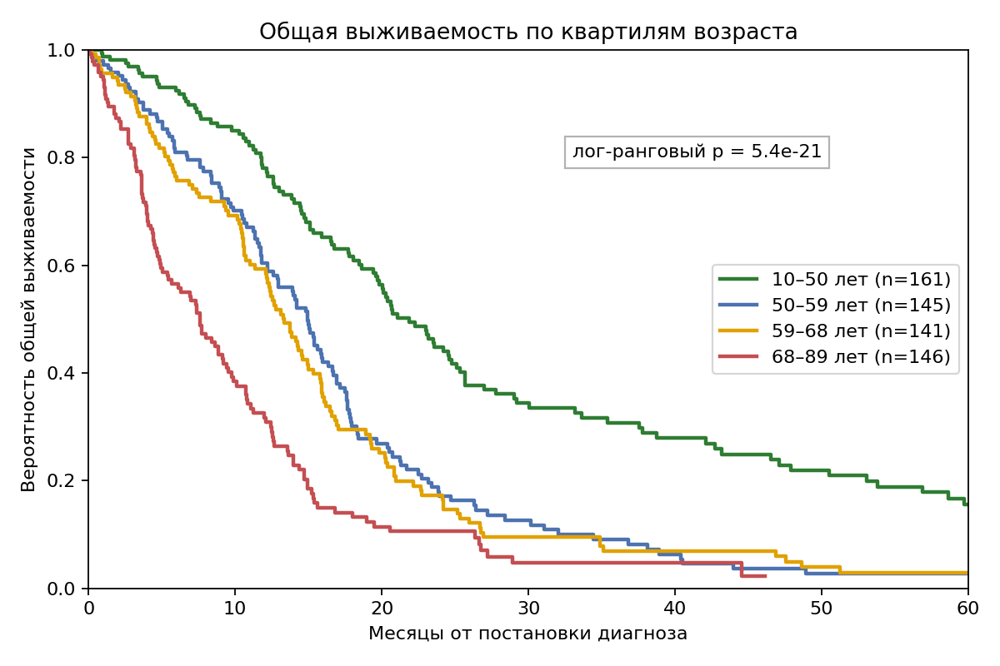 Общая выживаемость по квартилям возраста
Вероятность общей выживаемости
1.0
0.8
0.6
0.4
0.2
0.0
лог-ранговый p = 5.4e-21
10–50 лет (n=161)
50–59 лет (n=145)
59–68 лет (n=141)
68–89 лет (n=146)
0 10 20 30 40 50 60
Месяцы от постановки диагноза